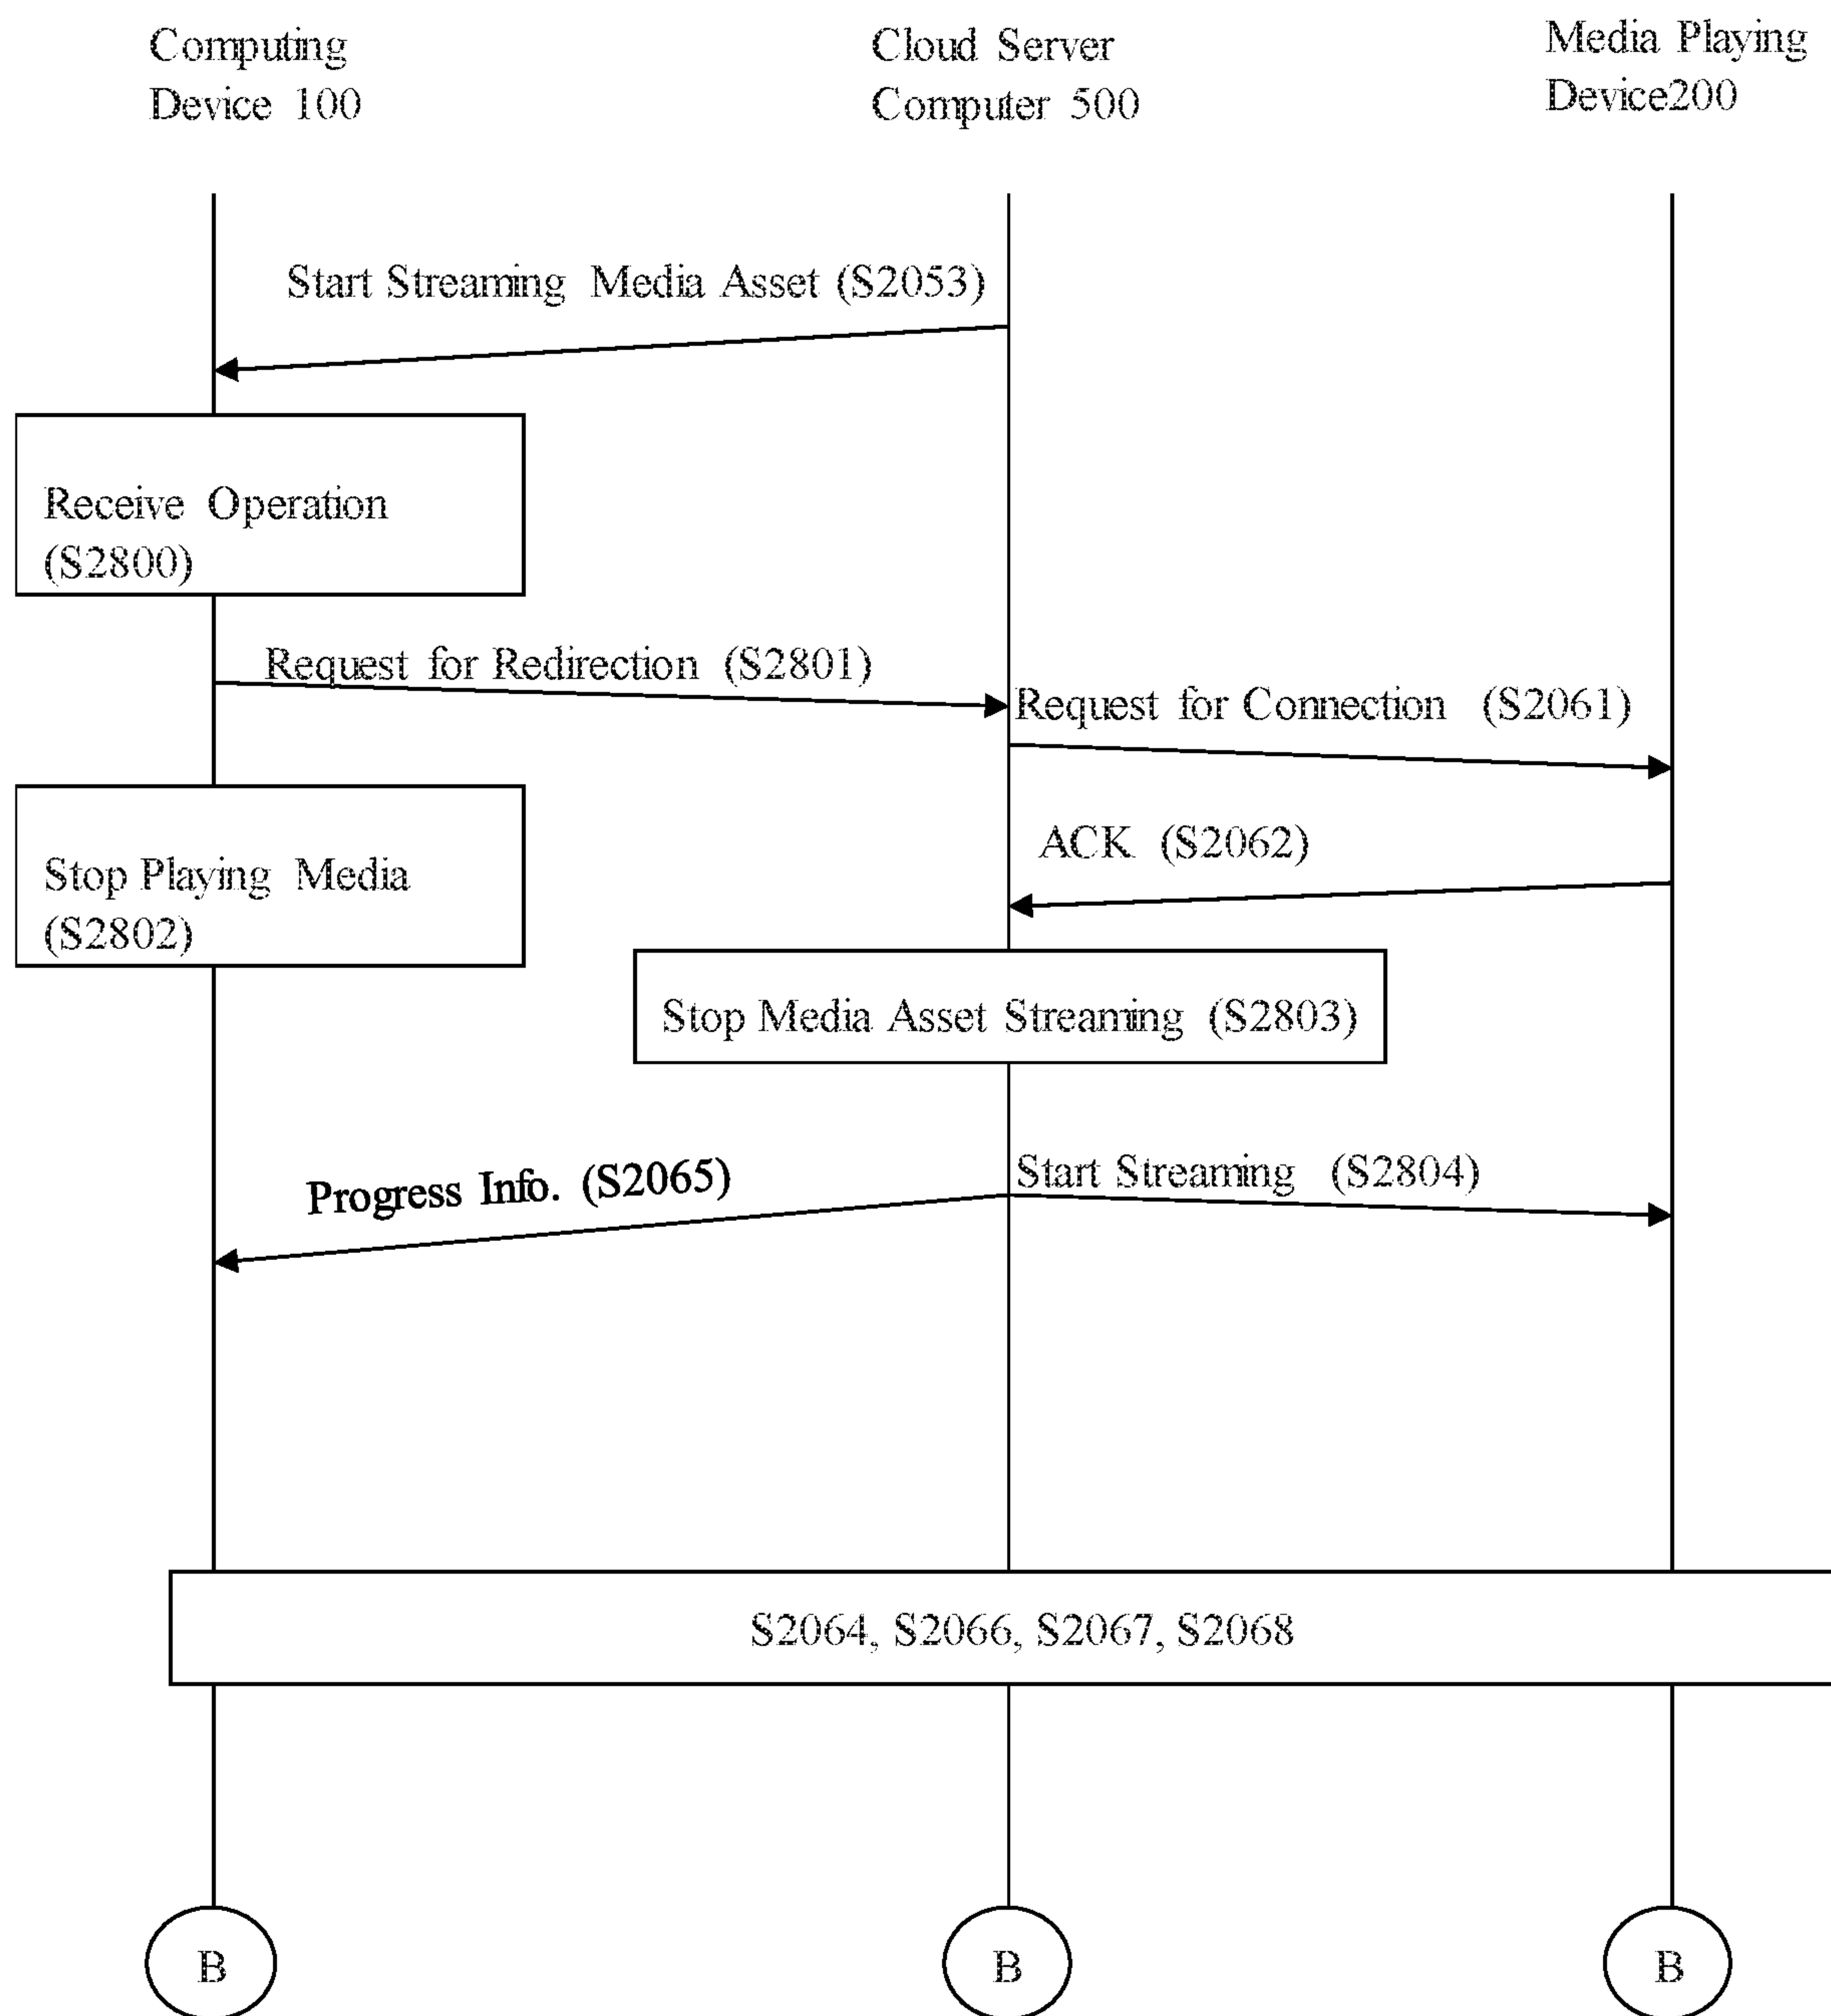 Computing
Device 100
Cloud Server
Computer 500
Media Playing
Device200
Start Streaming Media Asset (S2053)
Receive Operation
(S2800)
Request for Redirection (S2801)
Request for Connection (S2061)
Stop Playing Media
(S2802)
ACK (S2062)
Stop Media Asset Streaming (S2803)
Progress Info. (S2065)
Start Streaming (S2804)
S2064, S2066, S2067, S2068
B
B
B